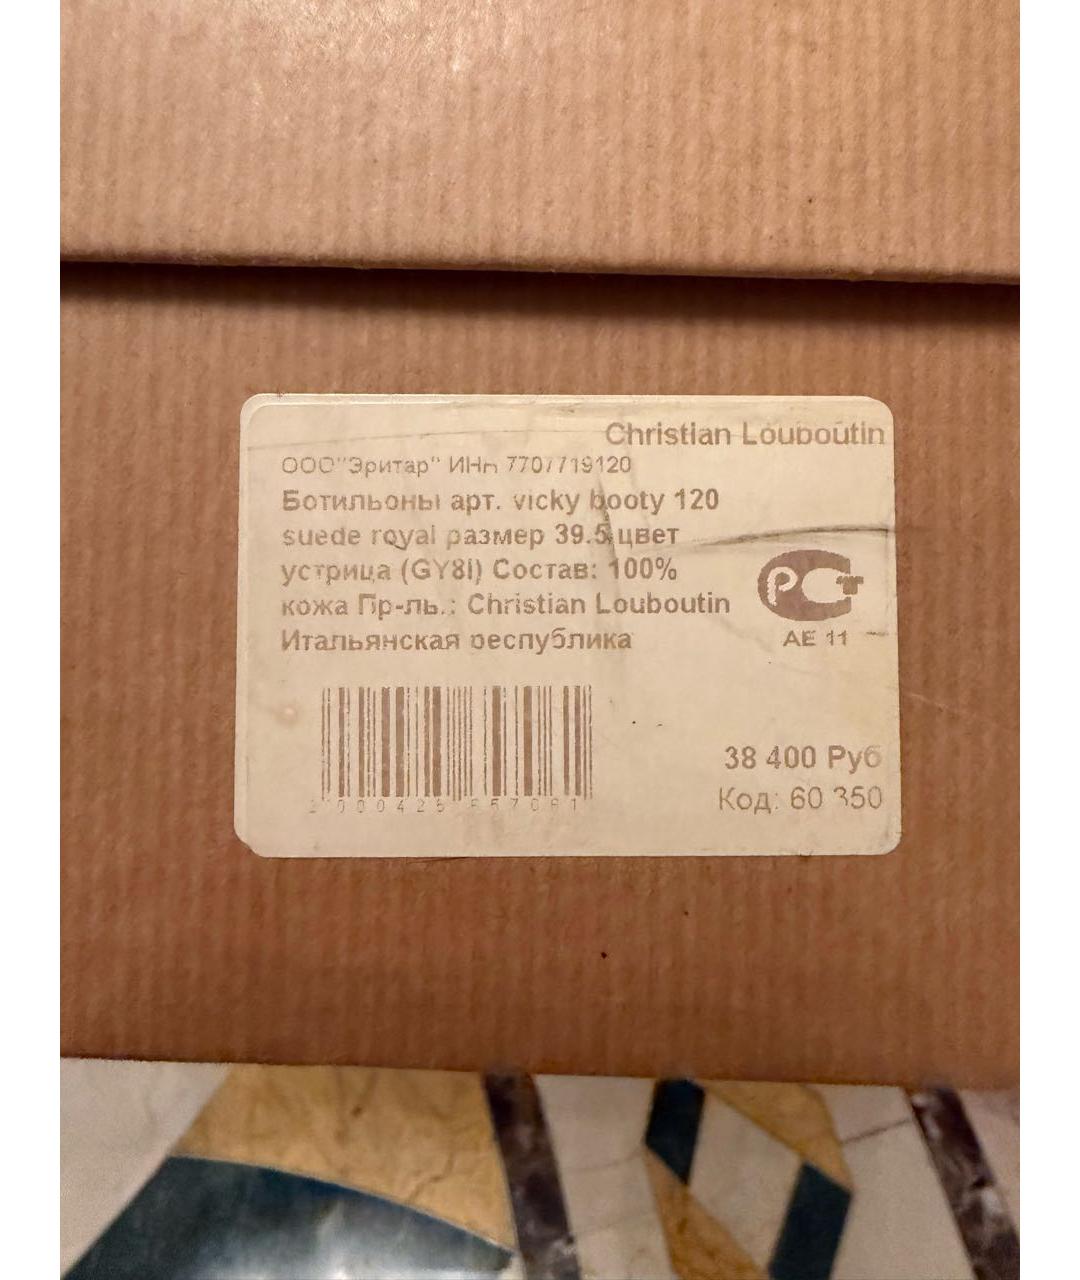 Christian Louboutin
ООО"Эритар" ИНН 7707719120
Ботильоны арт. vicky booty 120
suede royal размер 39.5 цвет
устрица (GY8I) Состав: 100%
кожа Пр-ль.: Christian Louboutin
Итальянская республика
РСТ
АЕ 11
38 400 Руб
Код: 60 350